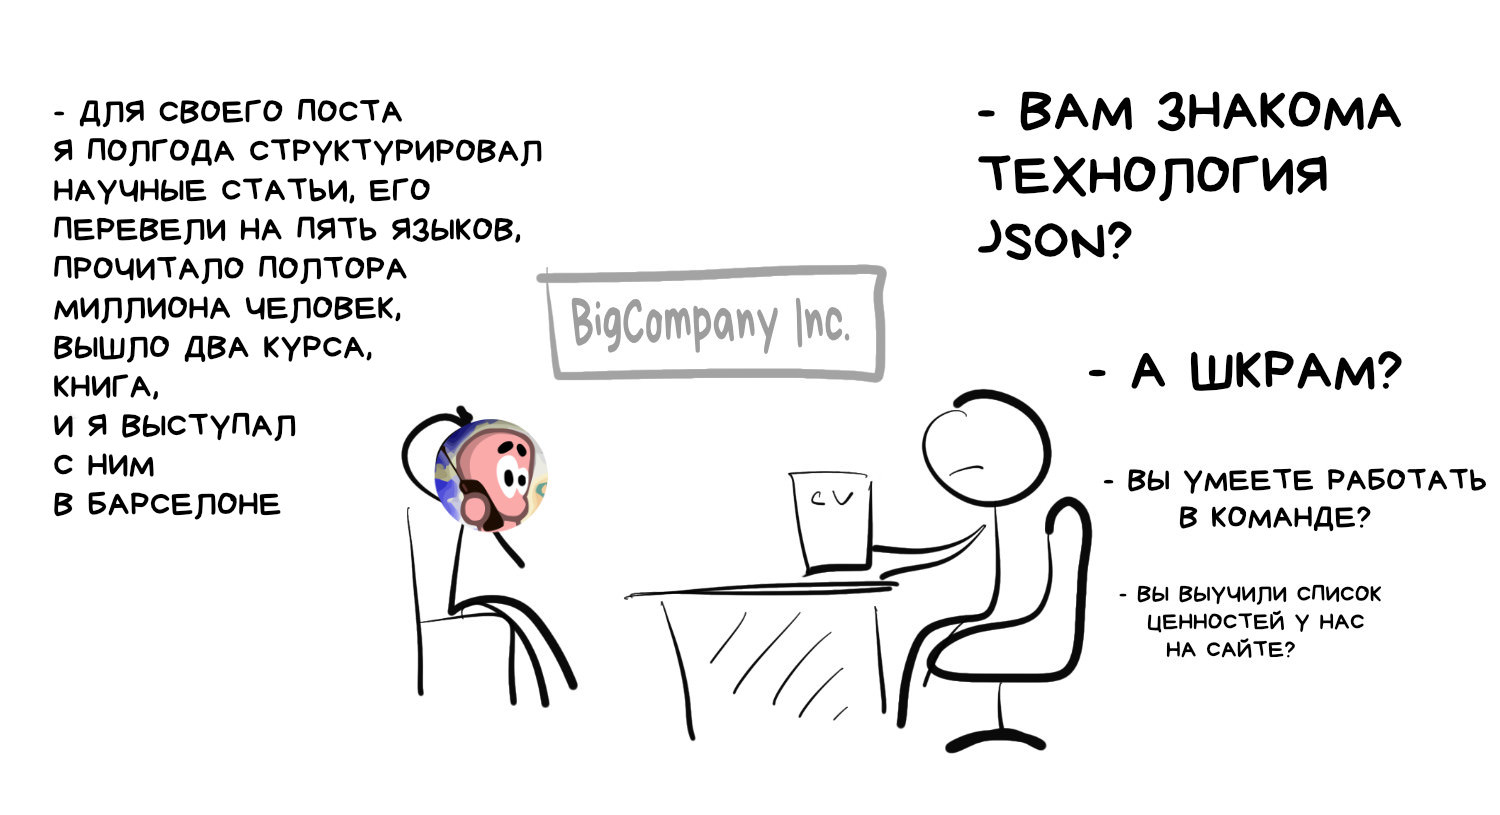 - ДЛЯ СВОЕГО ПОСТА
Я ПОЛГОДА СТРУКТУРИРОВАЛ
НАУЧНЫЕ СТАТЬИ, ЕГО
ПЕРЕВЕЛИ НА ПЯТЬ ЯЗЫКОВ,
ПРОЧИТАЛО ПОЛТОРА
МИЛЛИОНА ЧЕЛОВЕК,
ВЫШЛО ДВА КУРСА,
КНИГА,
И Я ВЫСТУПАЛ
С НИМ
В БАРСЕЛОНЕ
BigCompany Inc.
- ВАМ ЗНАКОМА
ТЕХНОЛОГИЯ
JSON?
- А ШКРАМ?
CV
- ВЫ УМЕЕТЕ РАБОТАТЬ
В КОМАНДЕ?
- ВЫ ВЫУЧИЛИ СПИСОК
ЦЕННОСТЕЙ У НАС
НА САЙТЕ?